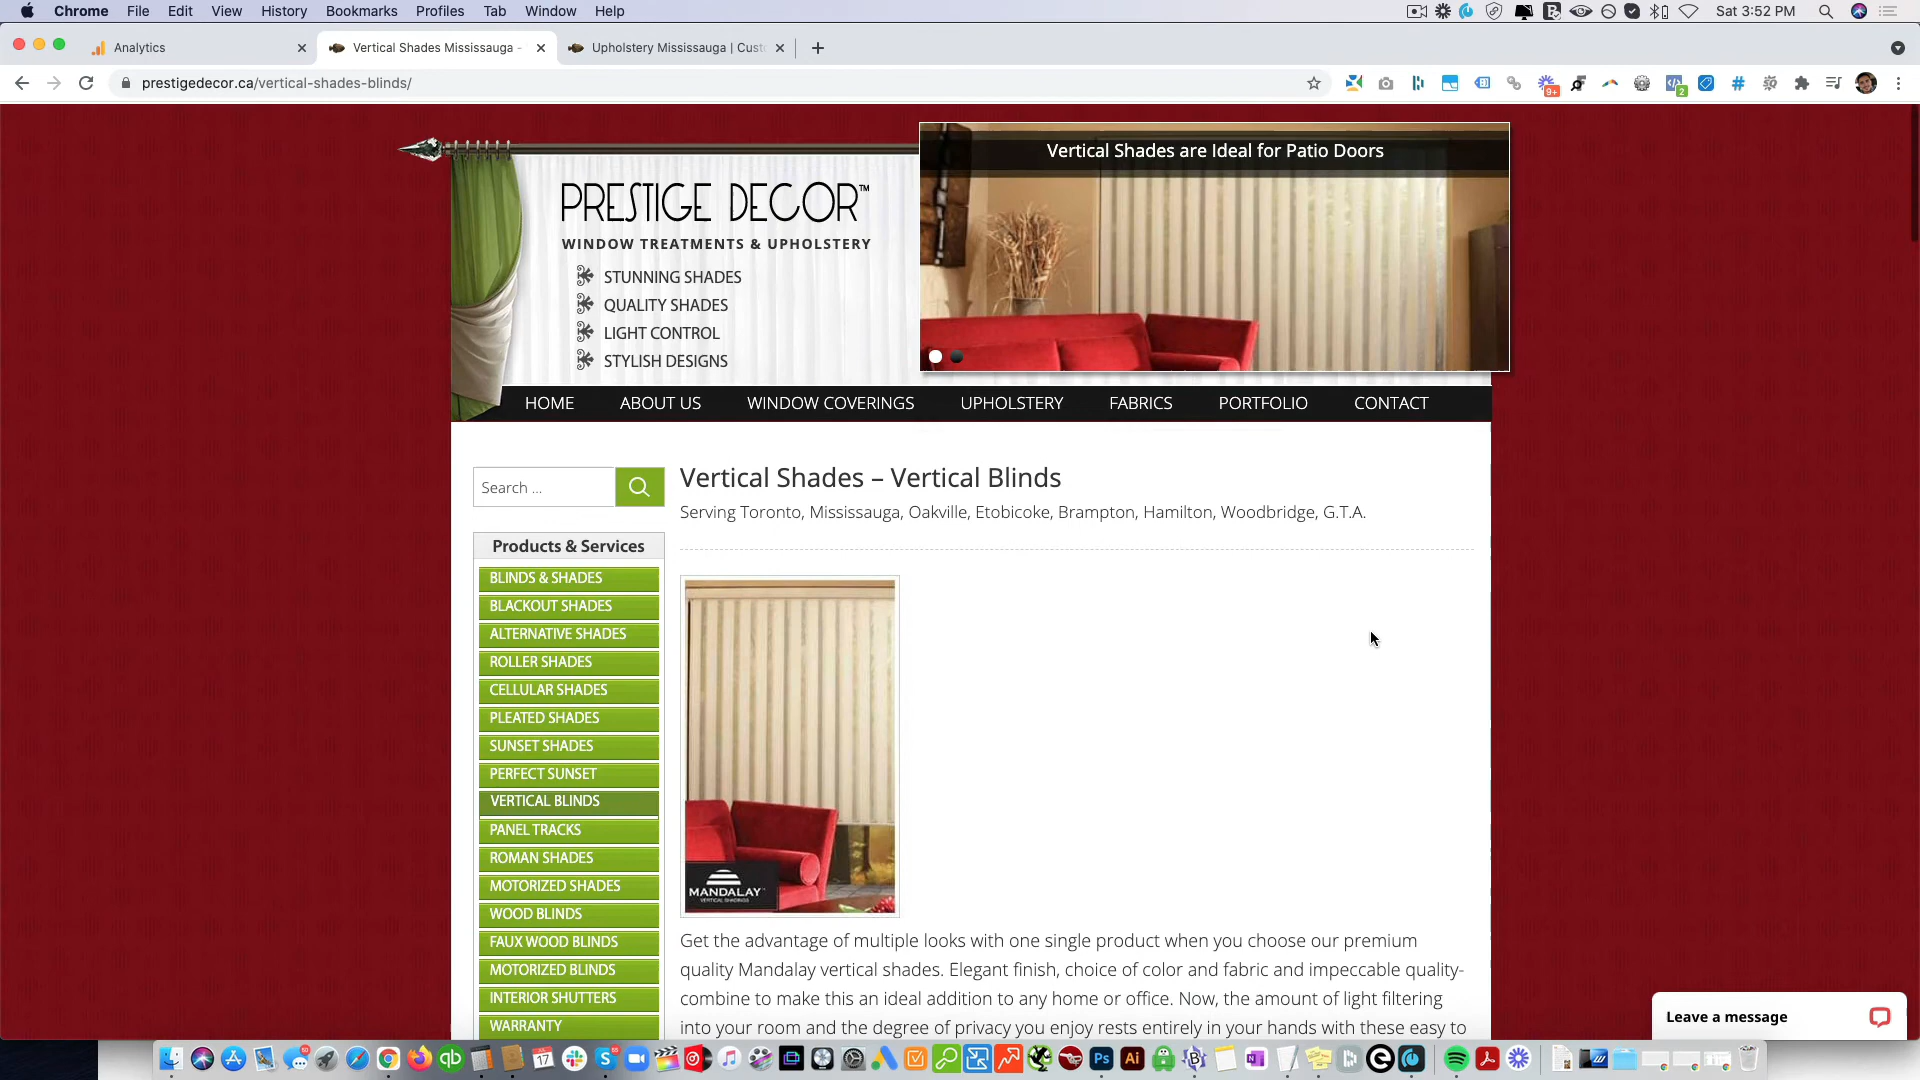 Chrome File Edit View History Bookmarks Profiles Tab Window Help Sat 3:52 PM
Analytics
Vertical Shades Mississauga -
Upholstery Mississauga | Cust
prestigedecor.ca/vertical-shades-blinds/
9+
2
Vertical Shades are Ideal for Patio Doors
PRESTIGE DECOR™
WINDOW TREATMENTS & UPHOLSTERY
STUNNING SHADES
QUALITY SHADES
LIGHT CONTROL
STYLISH DESIGNS
HOME ABOUT US WINDOW COVERINGS UPHOLSTERY FABRICS PORTFOLIO CONTACT
Search ...
Vertical Shades – Vertical Blinds
Serving Toronto, Mississauga, Oakville, Etobicoke, Brampton, Hamilton, Woodbridge, G.T.A.
Products & Services
BLINDS & SHADES
BLACKOUT SHADES
ALTERNATIVE SHADES
ROLLER SHADES
CELLULAR SHADES
PLEATED SHADES
SUNSET SHADES
PERFECT SUNSET
VERTICAL BLINDS
PANEL TRACKS
ROMAN SHADES
MOTORIZED SHADES
WOOD BLINDS
FAUX WOOD BLINDS
MOTORIZED BLINDS
INTERIOR SHUTTERS
WARRANTY
MANDALAY
VERTICAL SHADINGS
Get the advantage of multiple looks with one single product when you choose our premium
quality Mandalay vertical shades. Elegant finish, choice of color and fabric and impeccable quality-
combine to make this an ideal addition to any home or office. Now, the amount of light filtering
into your room and the degree of privacy you enjoy rests entirely in your hands with these easy to
Leave a message
qb
17
Ps
Ai